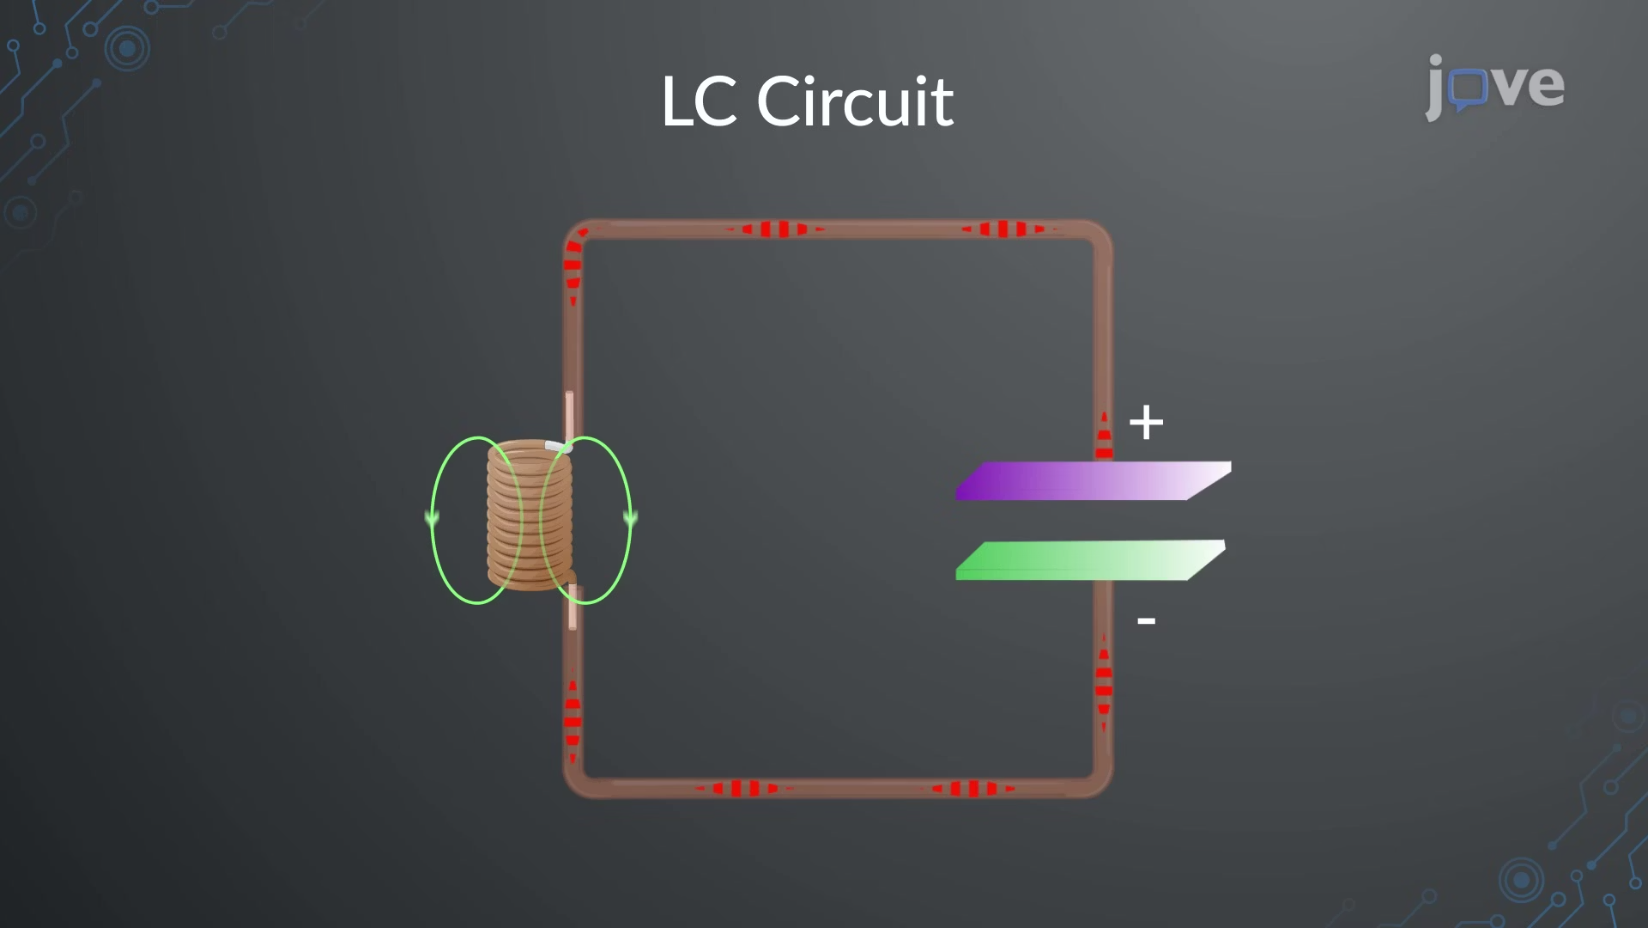 LC Circuit
jove
+
-